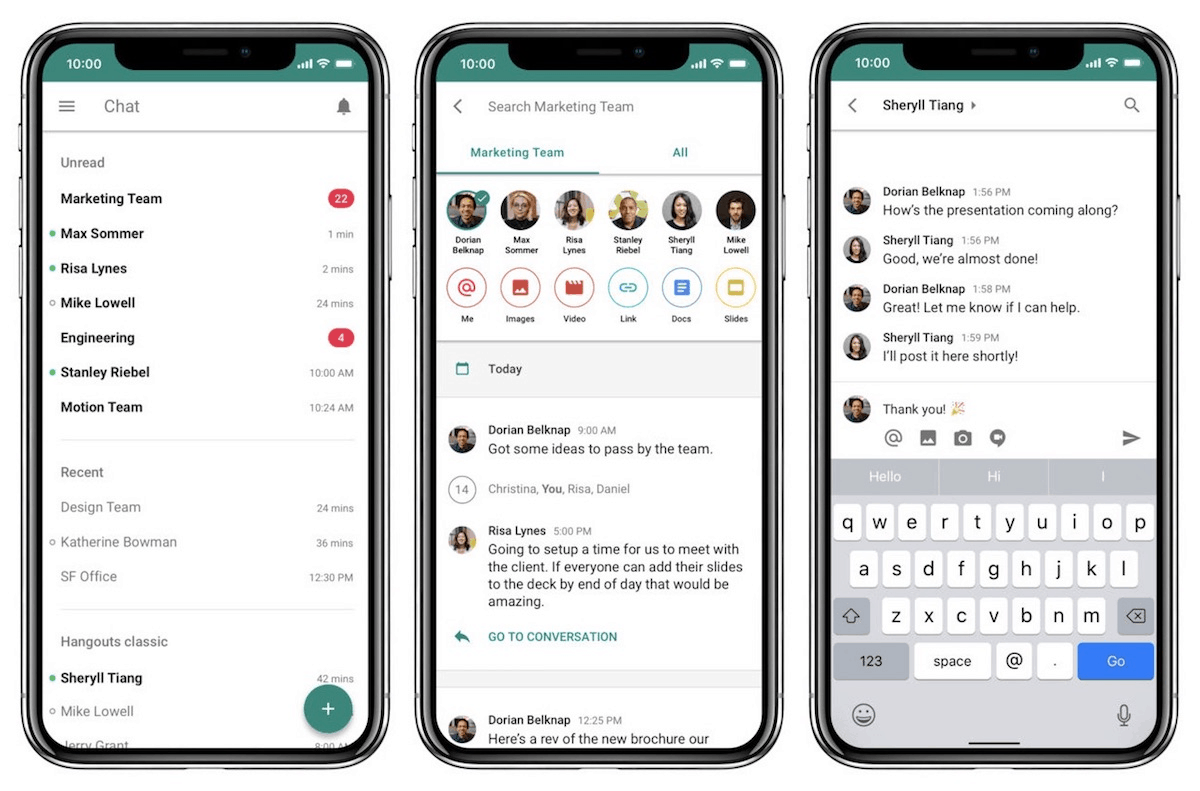 10:00
Chat
Unread
Marketing Team 22
Max Sommer 1 min
Risa Lynes 2 mins
Mike Lowell 24 mins
Engineering 4
Stanley Riebel 10:00 AM
Motion Team 10:24 AM
Recent
Design Team 24 mins
Katherine Bowman 36 mins
SF Office 12:30 PM
Hangouts classic
Sheryll Tiang 42 mins
Mike Lowell
Jerry Grant 8:00 AM
10:00
Search Marketing Team
Marketing Team All
Dorian Belknap
Max Sommer
Risa Lynes
Stanley Riebel
Sheryll Tiang
Mike Lowell
Me Images Video Link Docs Slides
Today
Dorian Belknap 9:00 AM
Got some ideas to pass by the team.
14 Christina, You, Risa, Daniel
Risa Lynes 5:00 PM
Going to setup a time for us to meet with
the client. If everyone can add their slides
to the deck by end of day that would be
amazing.
GO TO CONVERSATION
Dorian Belknap 12:25 PM
Here's a rev of the new brochure our
10:00
Sheryll Tiang
Dorian Belknap 1:56 PM
How's the presentation coming along?
Sheryll Tiang 1:56 PM
Good, we're almost done!
Dorian Belknap 1:58 PM
Great! Let me know if I can help.
Sheryll Tiang 1:59 PM
I'll post it here shortly!
Thank you! 🎉
Hello Hi I
q w e r t y u i o p
a s d f g h j k l
z x c v b n m
123 space @ . Go